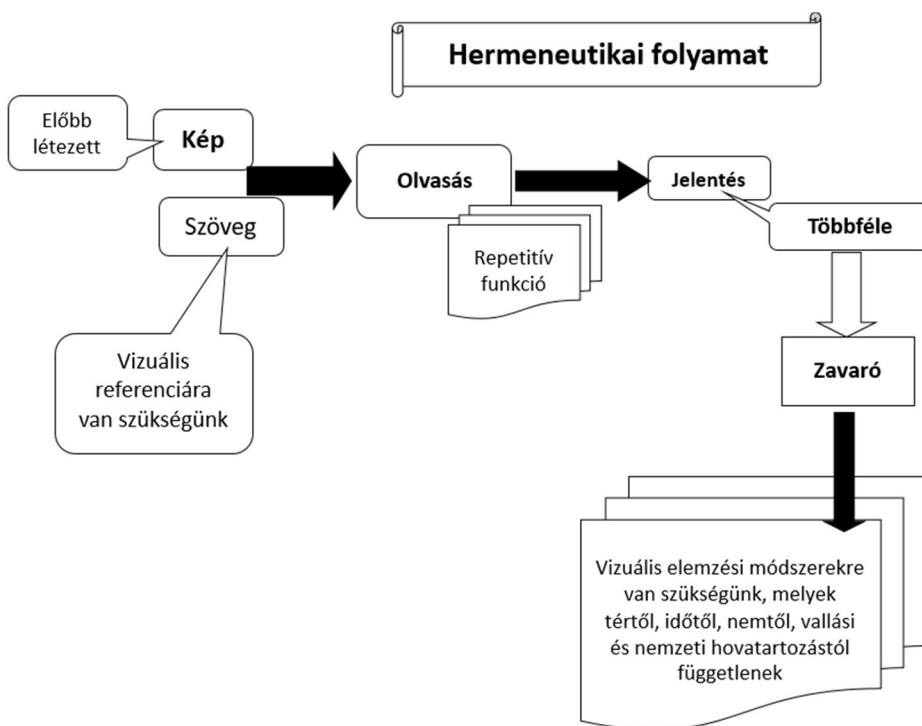 Hermeneutikai folyamat
Előbb
létezett
Kép
Szöveg
Vizuális
referenciára
van szükségünk
Olvasás
Repetitív
funkció
Jelentés
Többféle
Zavaró
Vizuális elemzési módszerekre
van szükségünk, melyek
tértől, időtől, nemtől, vallási
és nemzeti hovatartozástól
függetlenek